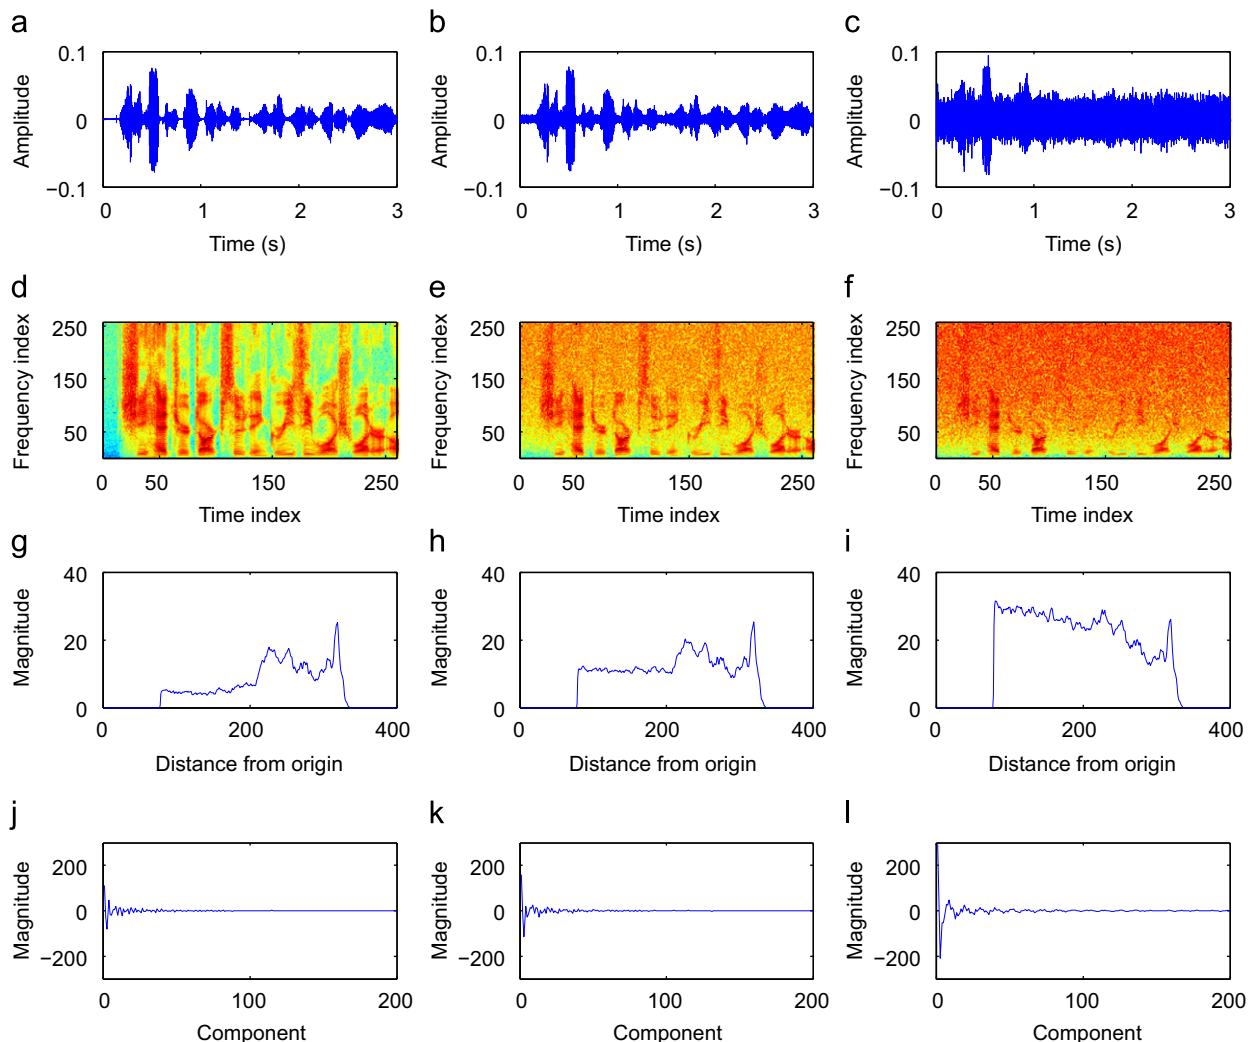 a b c
0.1 0.1 0.1
Amplitude Amplitude Amplitude
0 0 0
−0.1 −0.1 −0.1
0 1 2 3 0 1 2 3 0 1 2 3
Time (s) Time (s) Time (s)
d e f
250 250 250
Frequency index Frequency index Frequency index
150 150 150
50 50 50
0 50 150 250 0 50 150 250 0 50 150 250
Time index Time index Time index
g h i
40 40 40
Magnitude Magnitude Magnitude
20 20 20
0 0 0
0 200 400 0 200 400 0 200 400
Distance from origin Distance from origin Distance from origin
j k l
200 200 200
Magnitude Magnitude Magnitude
0 0 0
−200 −200 −200
0 100 200 0 100 200 0 100 200
Component Component Component